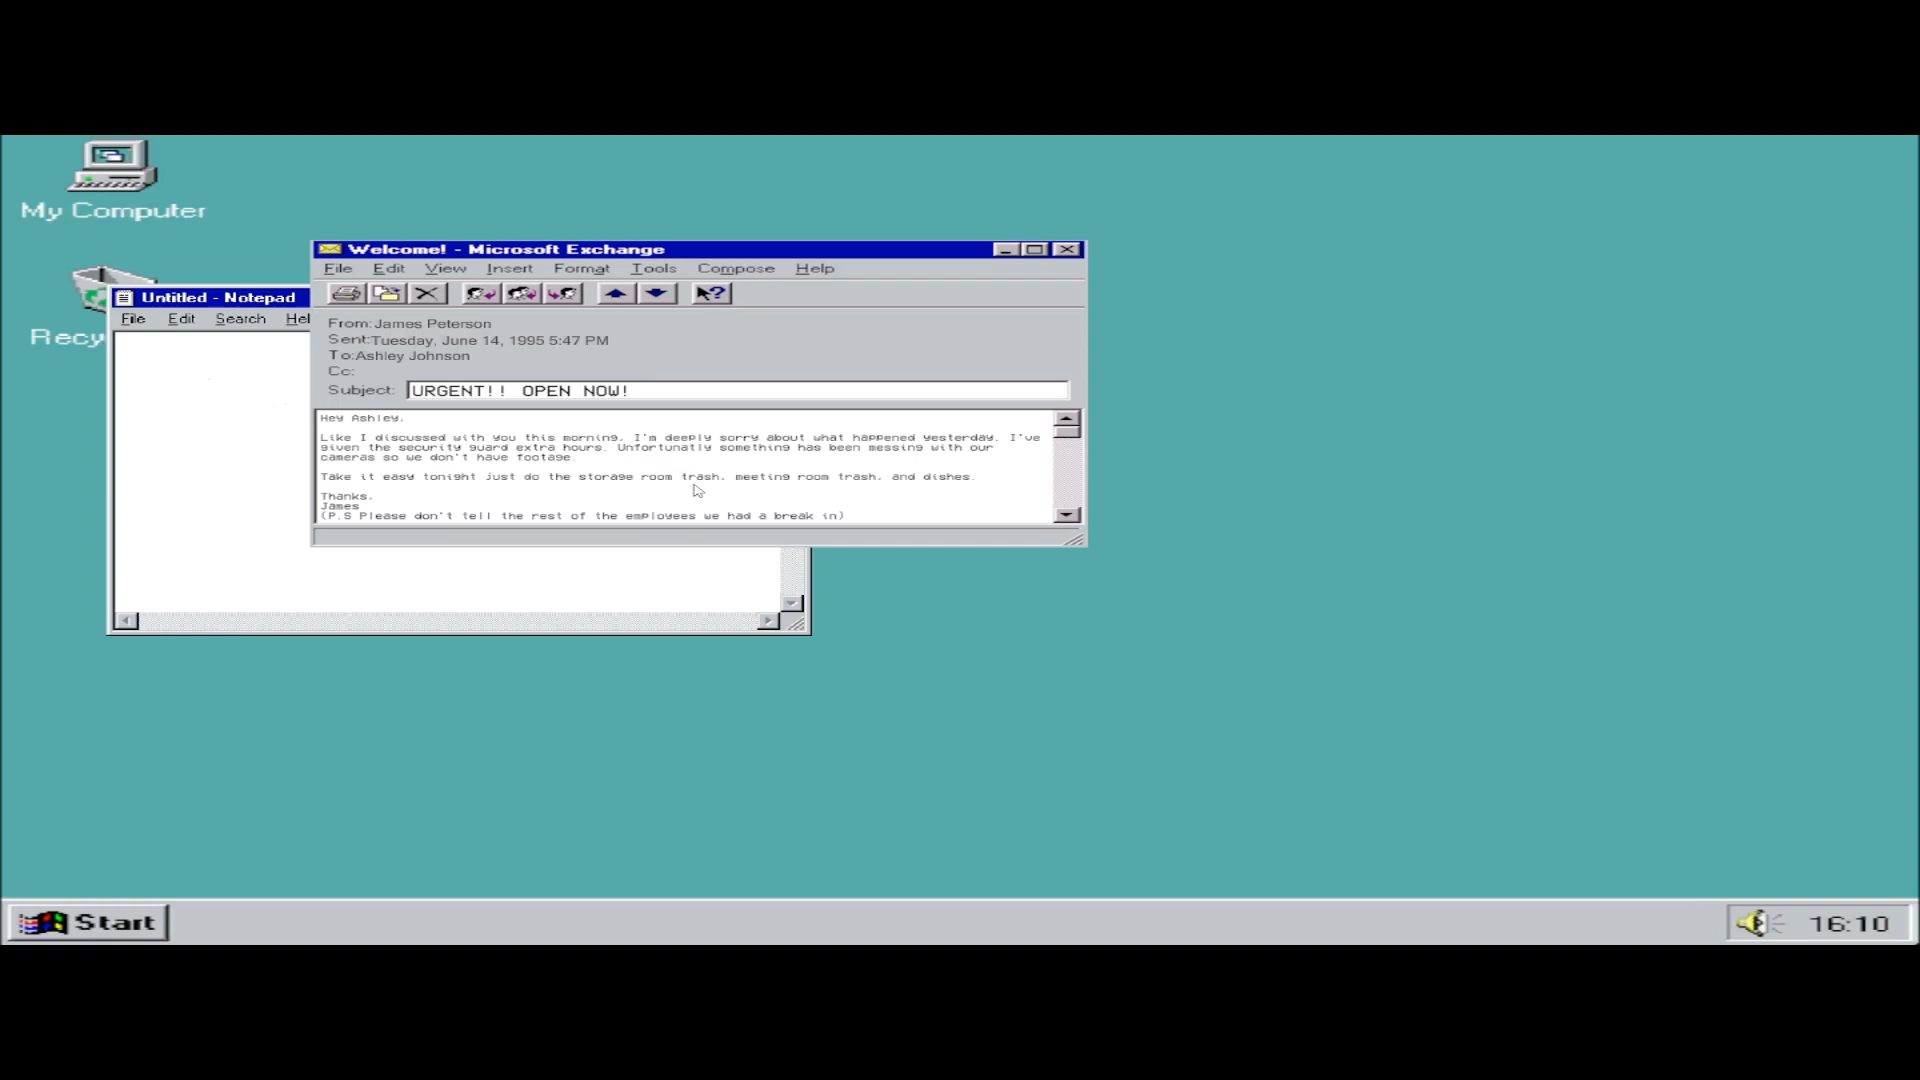 My Computer
Recy
Untitled - Notepad
File Edit Search Hel
Welcome! - Microsoft Exchange
File Edit View Insert Format Tools Compose Help
From:James Peterson
Sent:Tuesday, June 14, 1995 5:47 PM
To:Ashley Johnson
Cc:
Subject: URGENT!! OPEN NOW!
Hey Ashley,
Like I discussed with you this morning, I'm deeply sorry about what happened yesterday. I've
given the security guard extra hours. Unfortunatly something has been messing with our
cameras so we don't have footage.
Take it easy tonight just do the storage room trash, meeting room trash, and dishes.
Thanks,
James
(P.S Please don't tell the rest of the employees we had a break in)
Start
16:10